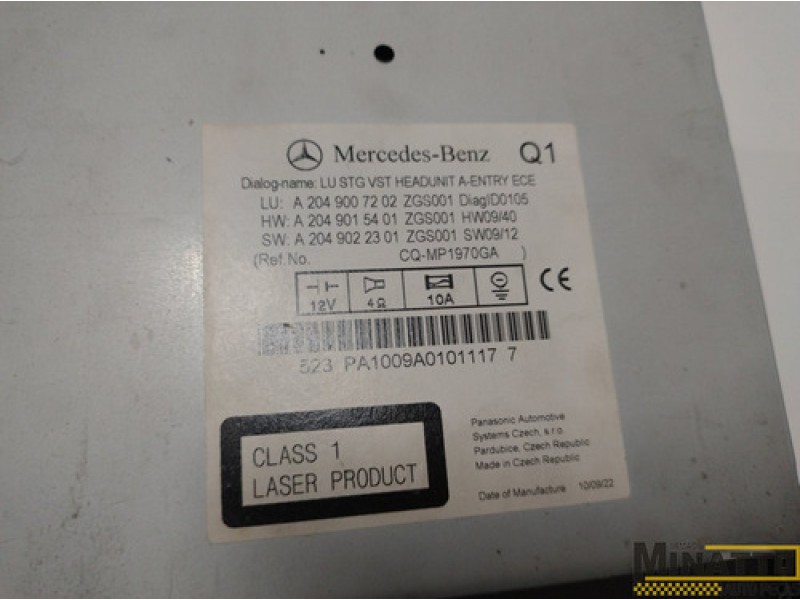 Mercedes-Benz Q1
Dialog-name: LU STG VST HEADUNIT A-ENTRY ECE
LU: A 204 900 72 02 ZGS001 DiagID0105
HW: A 204 901 54 01 ZGS001 HW09/40
SW: A 204 902 23 01 ZGS001 SW09/12
(Ref.No. CQ-MP1970GA )
12V 4Ω 10A CE
523 PA1009A0101117 7
CLASS 1
LASER PRODUCT
Panasonic Automotive
Systems Czech, s.r.o.
Pardubice, Czech Republic
Made in Czech Republic
Date of Manufacture 10/09/22
MINATTO
AUTOPEÇAS